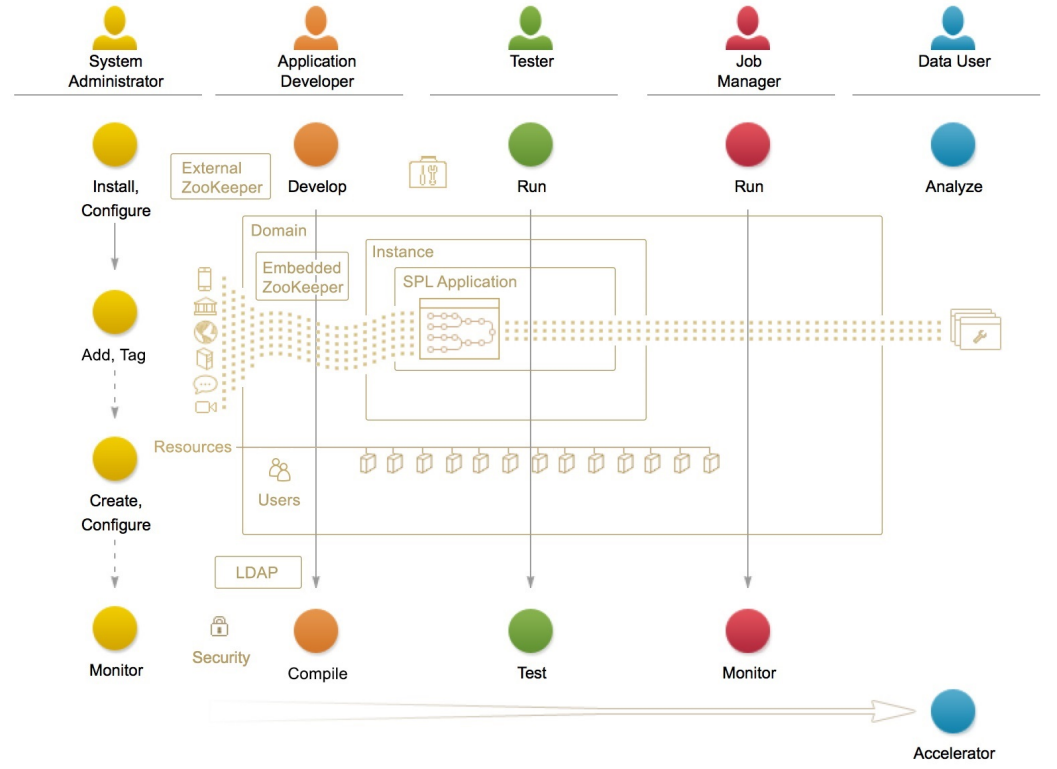 System
Administrator
Application
Developer
Tester
Job
Manager
Data User
Install,
Configure
External
ZooKeeper
Develop
Run
Run
Analyze
Domain
Instance
Embedded
ZooKeeper
SPL Application
Add, Tag
Resources
Users
Create,
Configure
LDAP
Security
Monitor
Compile
Test
Monitor
Accelerator